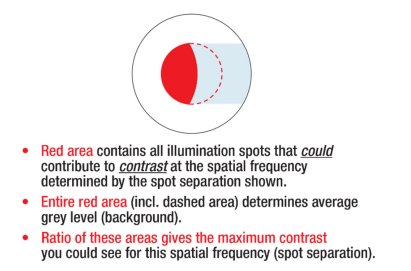 • Red area contains all illumination spots that could
contribute to contrast at the spatial frequency
determined by the spot separation shown.
• Entire red area (incl. dashed area) determines average
grey level (background).
• Ratio of these areas gives the maximum contrast
you could see for this spatial frequency (spot separation).